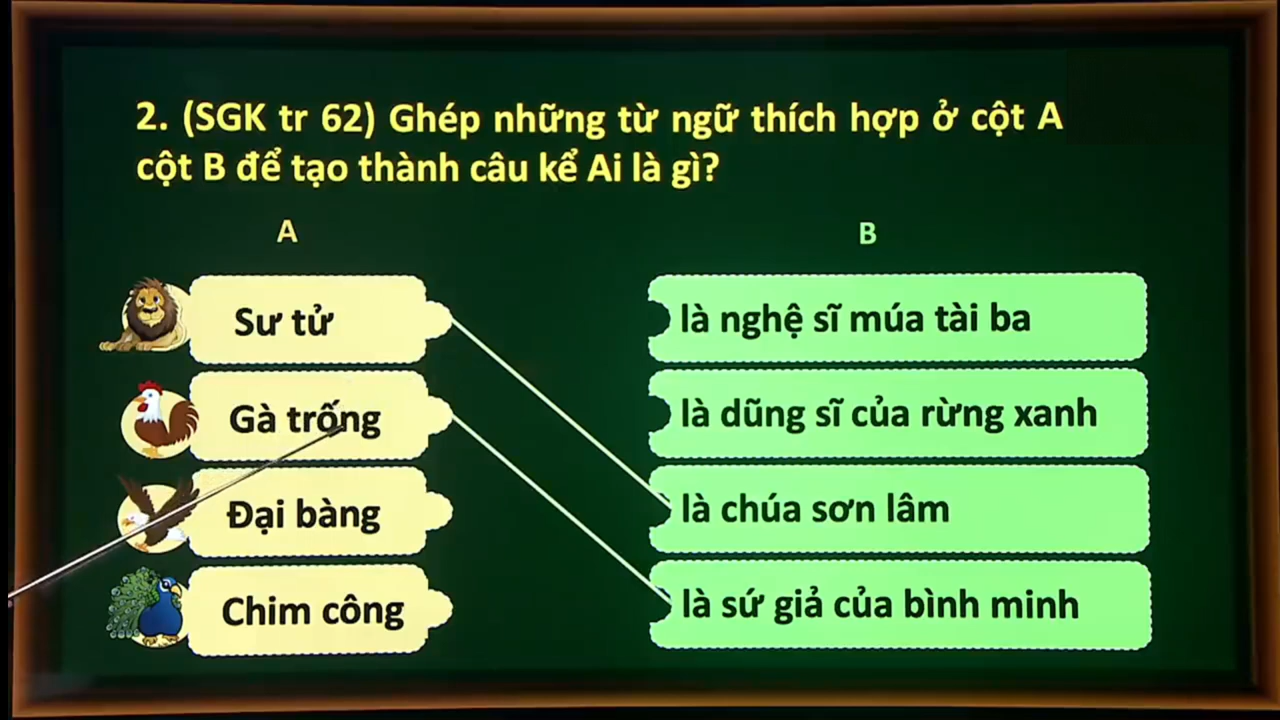 2. (SGK tr 62) Ghép những từ ngữ thích hợp ở cột A
cột B để tạo thành câu kể Ai là gì?
A
B
Sư tử
là nghệ sĩ múa tài ba
Gà trống
là dũng sĩ của rừng xanh
Đại bàng
là chúa sơn lâm
Chim công
là sứ giả của bình minh